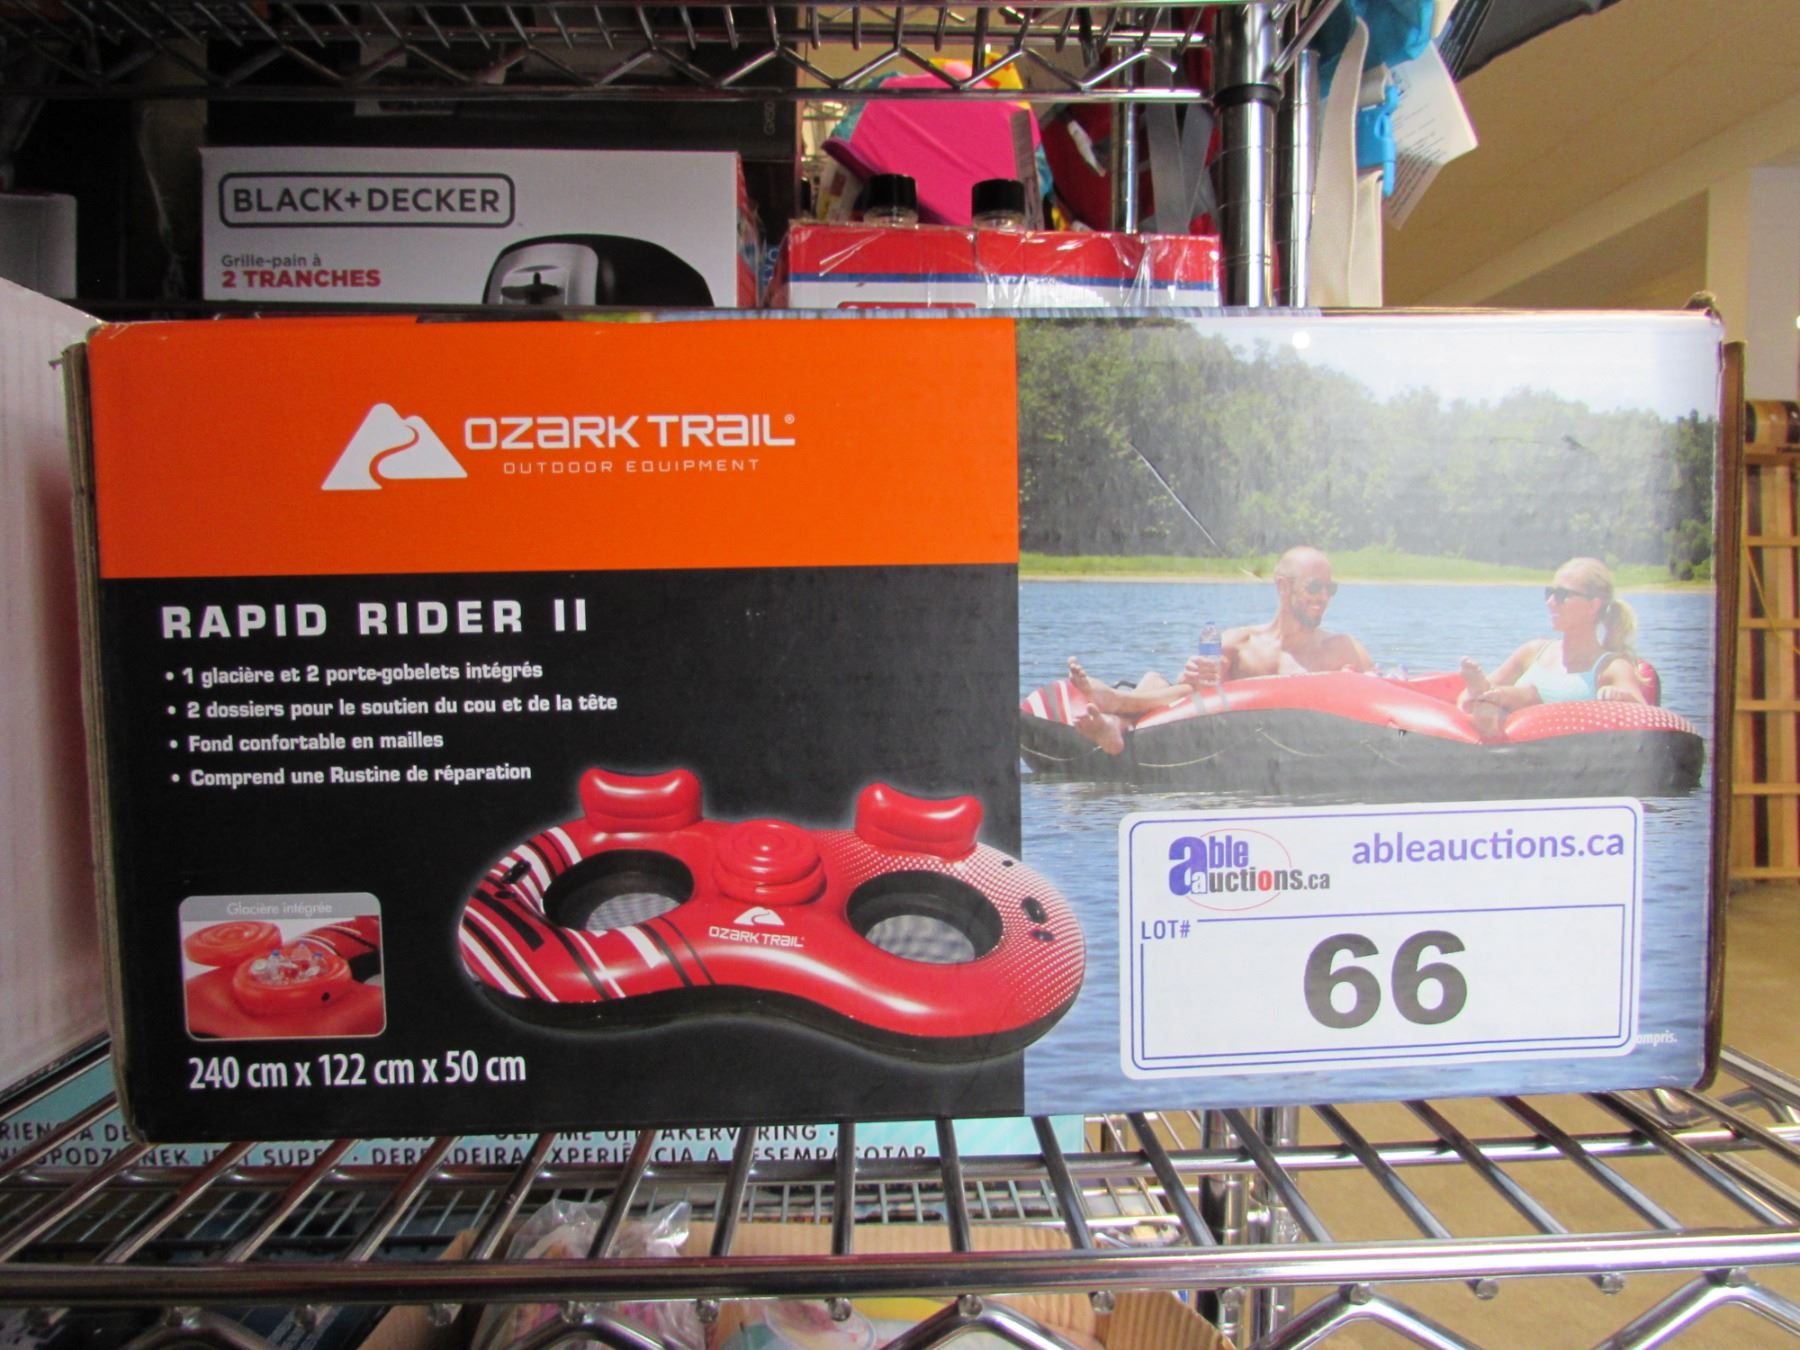 BLACK+DECKER
Grille-pain à
2 TRANCHES
OZARK TRAIL®
OUTDOOR EQUIPMENT
RAPID RIDER II
• 1 glacière et 2 porte-gobelets intégrés
• 2 dossiers pour le soutien du cou et de la tête
• Fond confortable en mailles
• Comprend une Rustine de réparation
Glacière intégrée
OZARK TRAIL
240 cm x 122 cm x 50 cm
able auctions.ca
ableauctions.ca
LOT#
66
ompris.